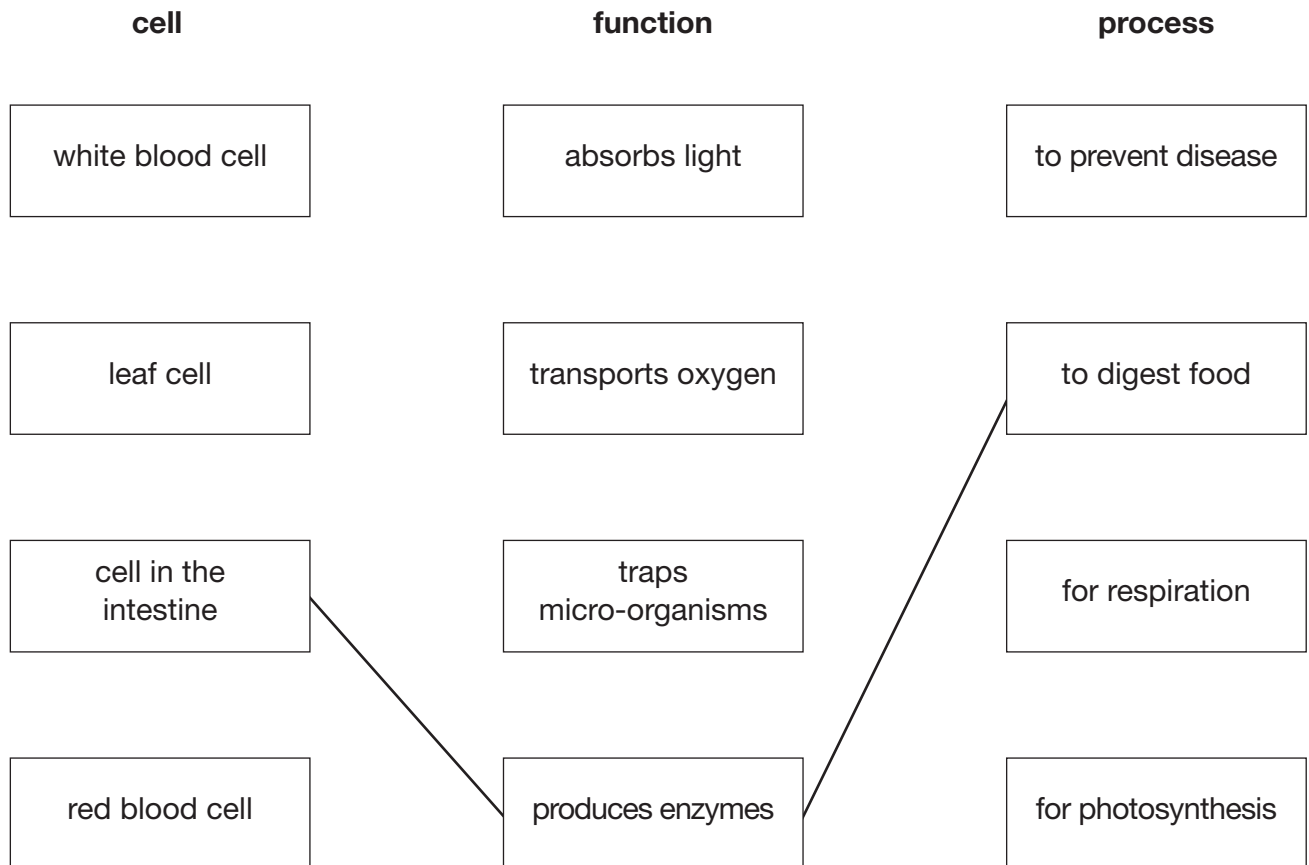 cell function process
white blood cell absorbs light to prevent disease
leaf cell transports oxygen to digest food
cell in the
intestine
traps
micro-organisms
for respiration
red blood cell produces enzymes for photosynthesis